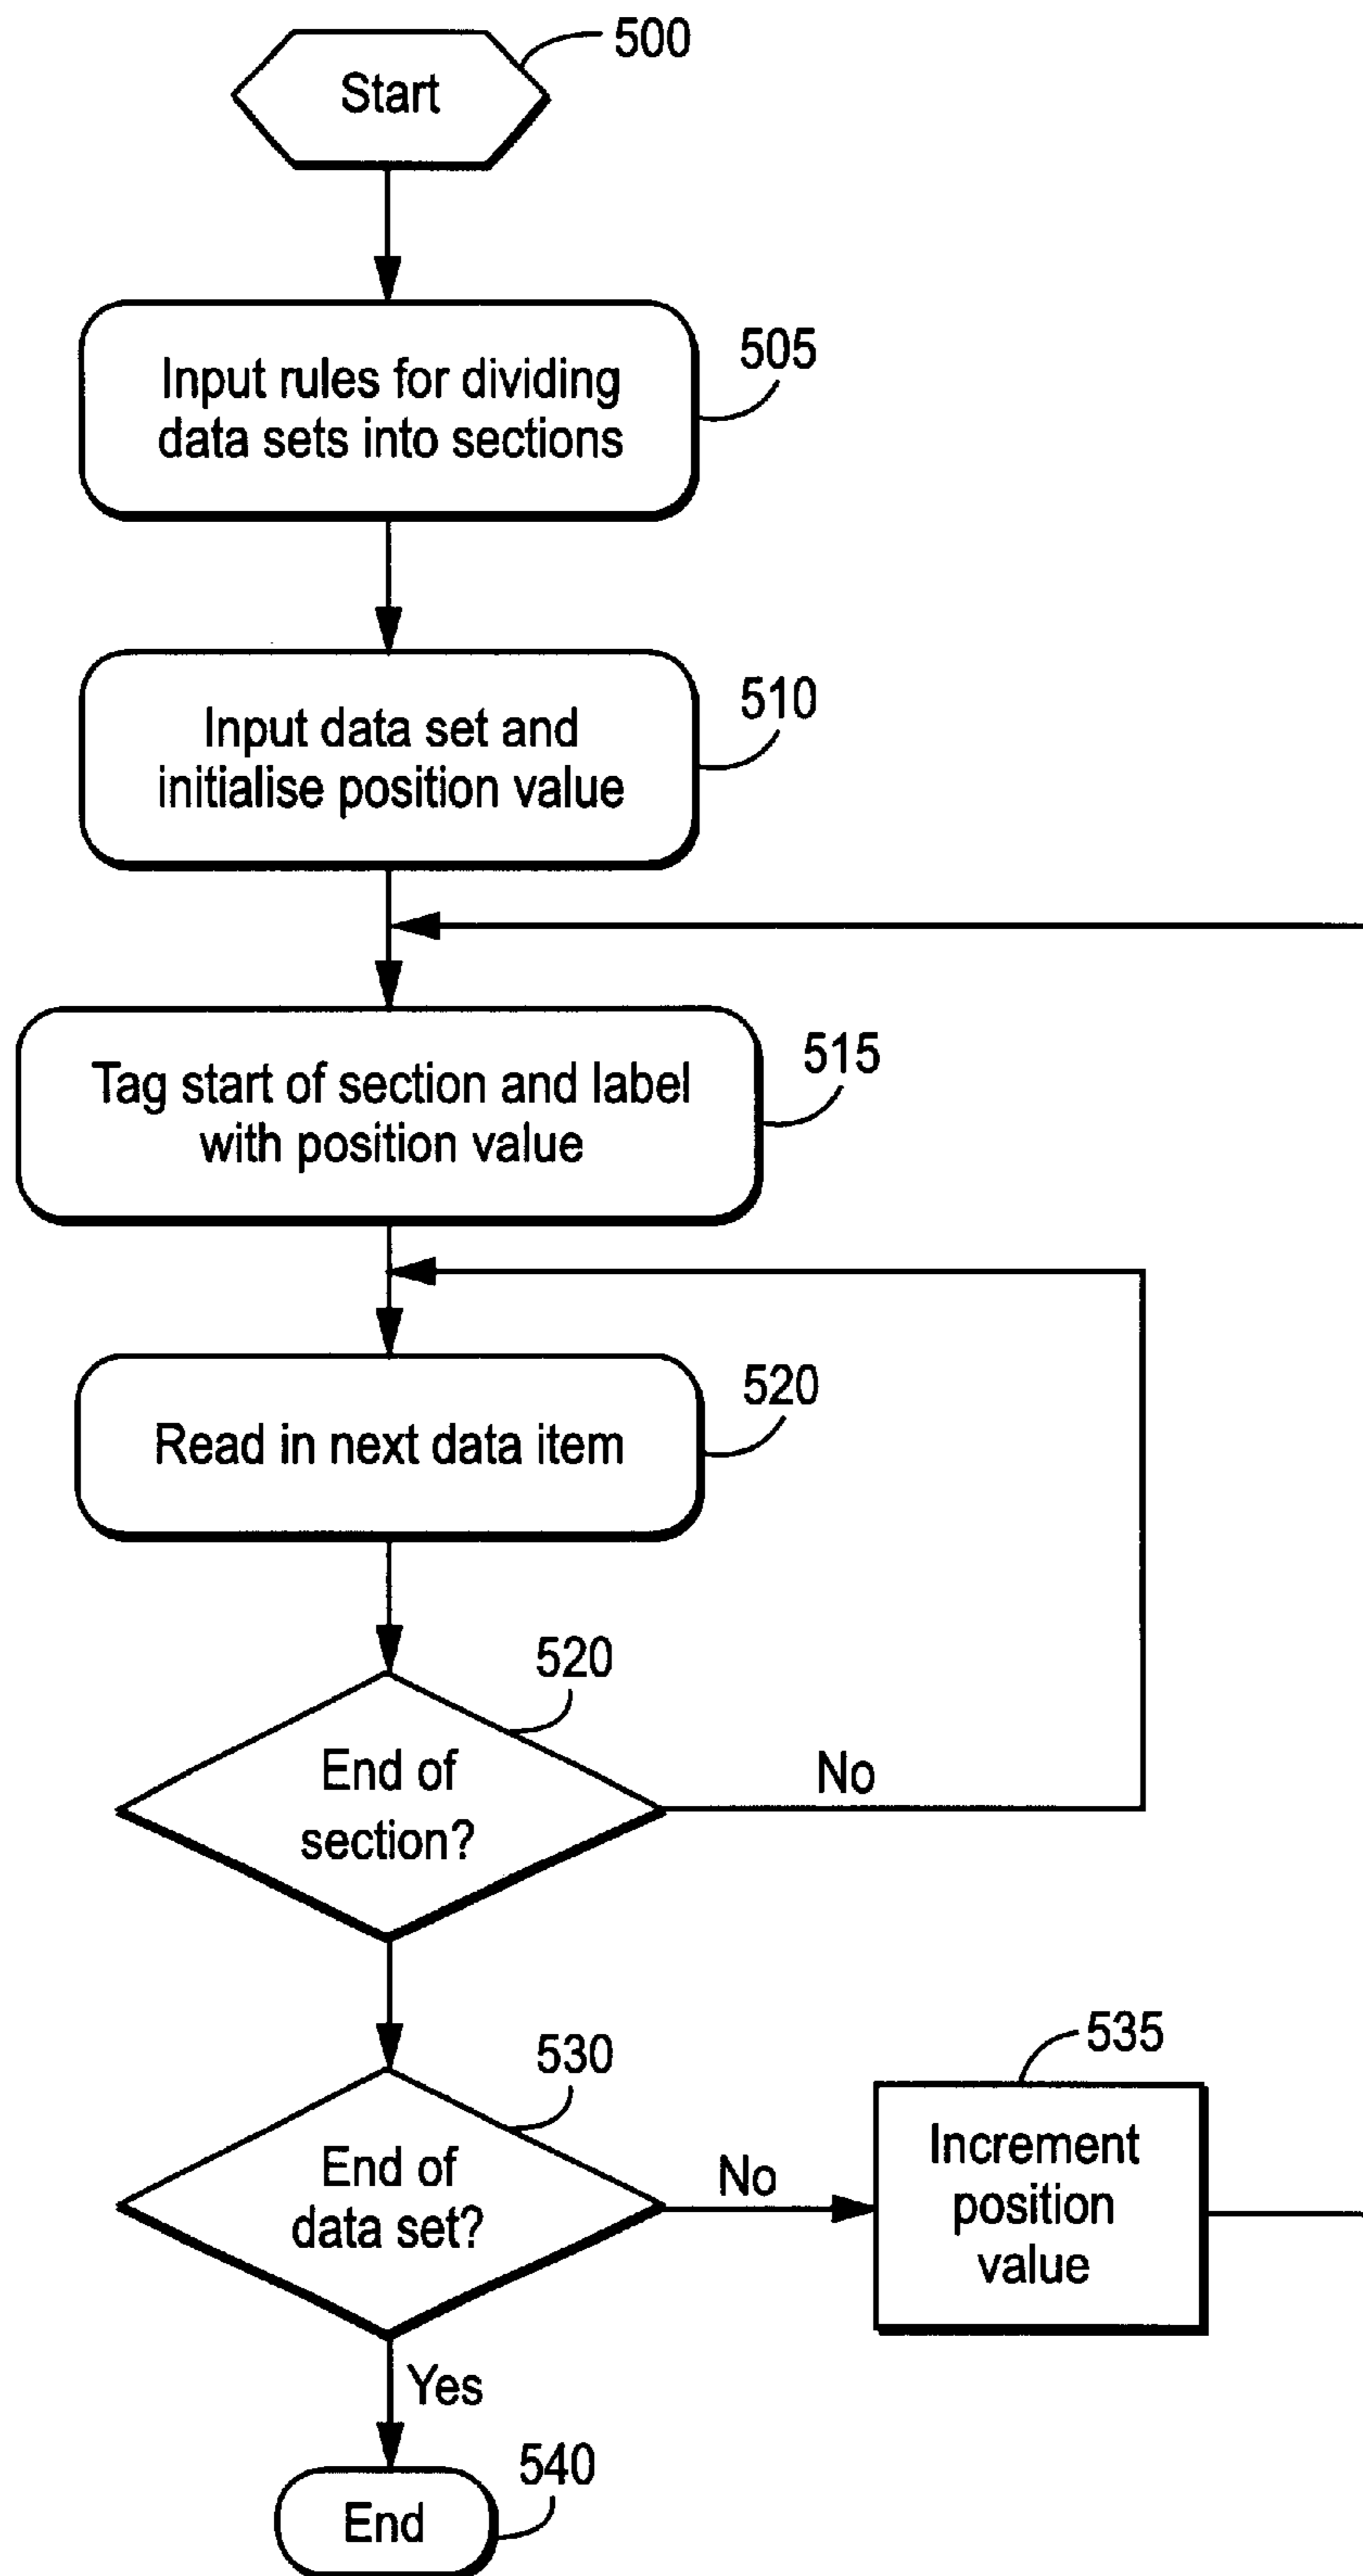 500
Start
505
Input rules for dividing
data sets into sections
510
Input data set and
initialise position value
515
Tag start of section and label
with position value
520
Read in next data item
520
End of
section?
No
530
End of
data set?
No
535
Increment
position
value
Yes
540
End